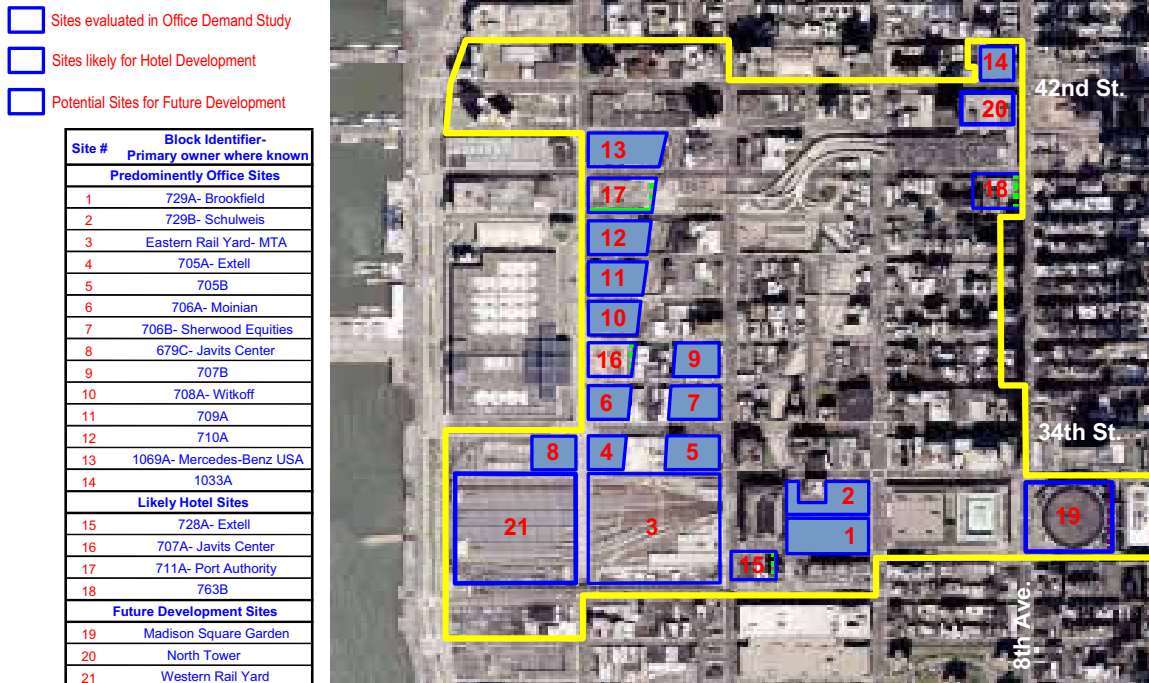 Sites evaluated in Office Demand Study
Sites likely for Hotel Development
Potential Sites for Future Development
Site # Block Identifier-
Primary owner where known
Predominently Office Sites
1 729A- Brookfield
2 729B- Schulweis
3 Eastern Rail Yard- MTA
4 705A- Extell
5 705B
6 706A- Moinian
7 706B- Sherwood Equities
8 679C- Javits Center
9 707B
10 708A- Witkoff
11 709A
12 710A
13 1069A- Mercedes-Benz USA
14 1033A
Likely Hotel Sites
15 728A- Extell
16 707A- Javits Center
17 711A- Port Authority
18 763B
Future Development Sites
19 Madison Square Garden
20 North Tower
21 Western Rail Yard
14
42nd St.
20
13
17
18
12
11
10
16 9
6 7
34th St.
8 4 5
2
21 3 19
1
15
8th Ave.